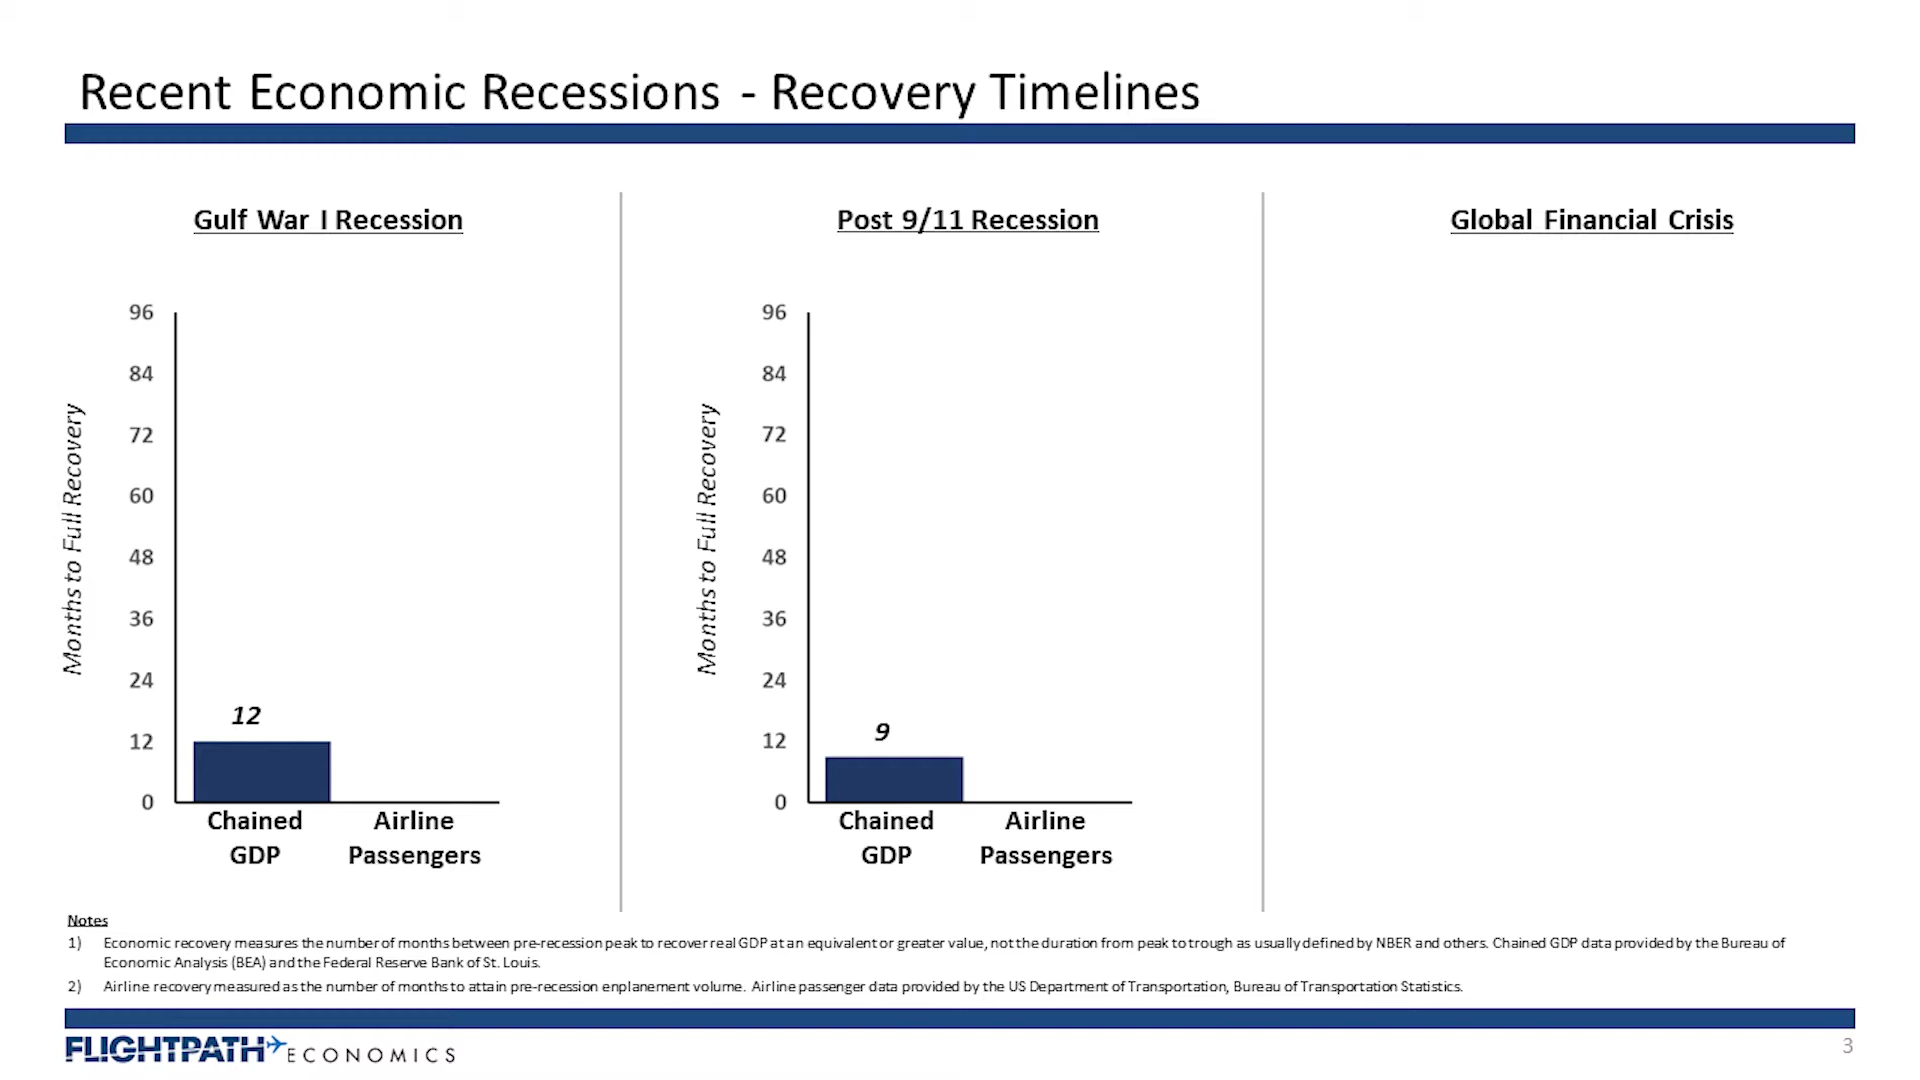 Recent Economic Recessions - Recovery Timelines
Gulf War I Recession
Months to Full Recovery
96
84
72
60
48
36
24
12
0
12
Chained GDP
Airline Passengers
Post 9/11 Recession
Months to Full Recovery
96
84
72
60
48
36
24
12
0
9
Chained GDP
Airline Passengers
Global Financial Crisis
Notes
1) Economic recovery measures the number of months between pre-recession peak to recover real GDP at an equivalent or greater value, not the duration from peak to trough as usually defined by NBER and others. Chained GDP data provided by the Bureau of
Economic Analysis (BEA) and the Federal Reserve Bank of St. Louis.
2) Airline recovery measured as the number of months to attain pre-recession enplanement volume. Airline passenger data provided by the US Department of Transportation, Bureau of Transportation Statistics.
FLIGHTPATH ECONOMICS
3